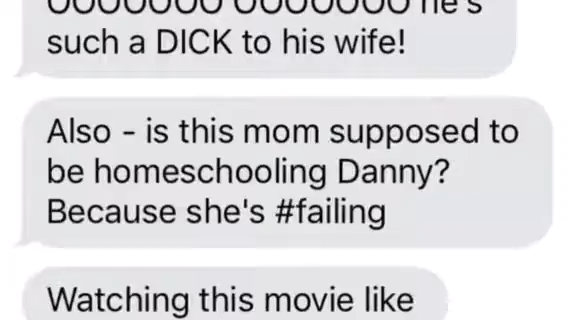 he's
such a DICK to his wife!
Also - is this mom supposed to
be homeschooling Danny?
Because she's #failing
Watching this movie like